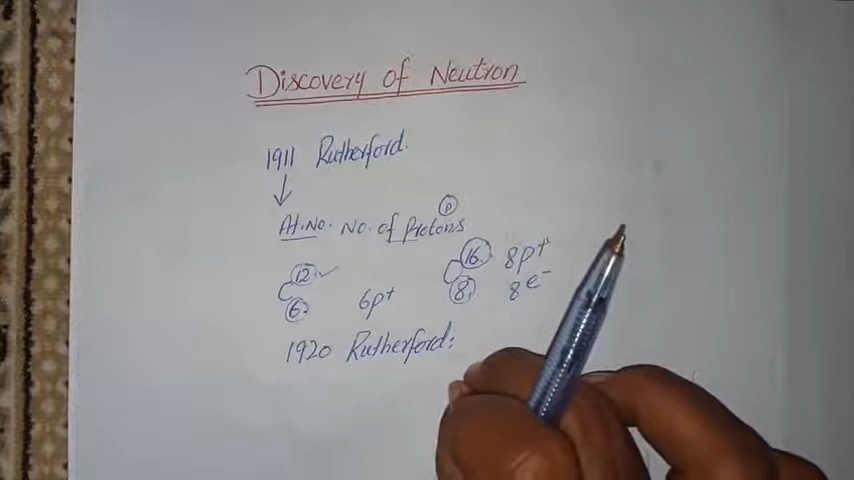 Discovery of Neutron
1911 Rutherford.
↓
At. No. No. of Protons (p)
C 12 ✓ 6 6p+
O 16 8 8p+ 8e−
1920 Rutherford: